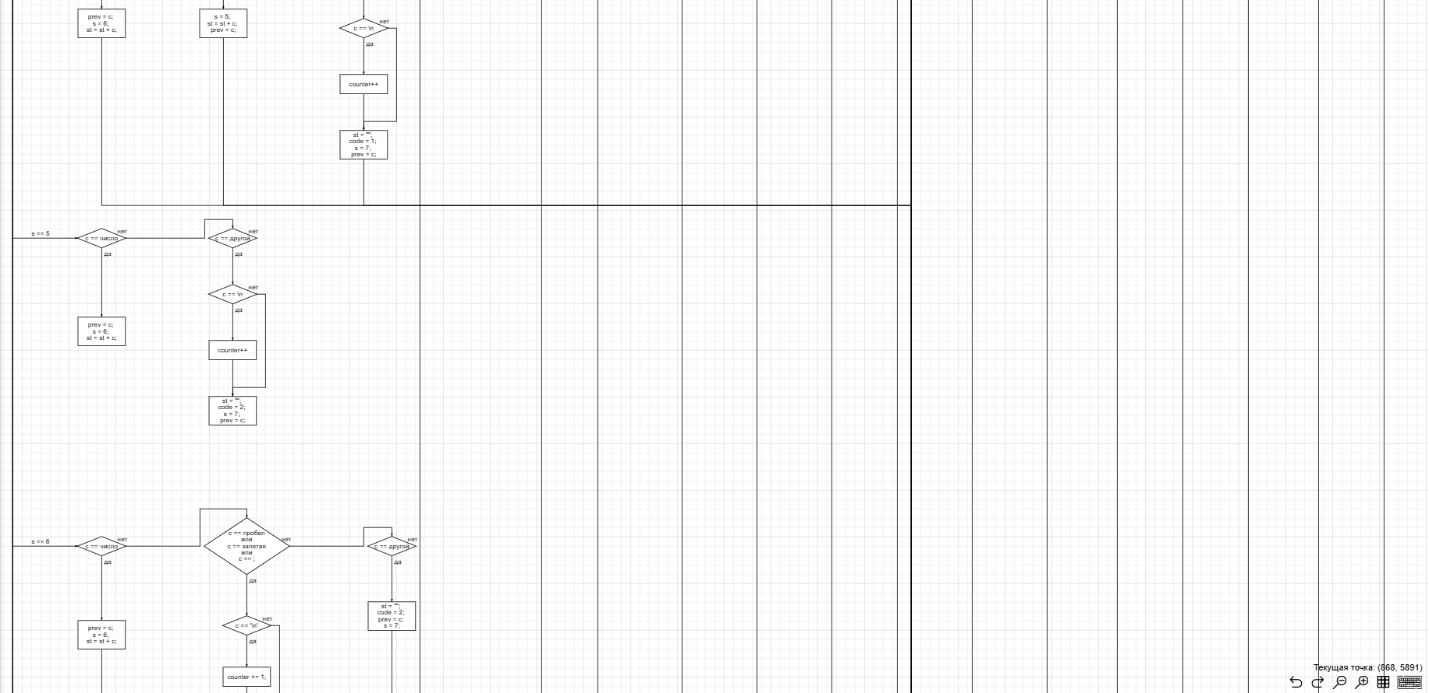 prev = c;
s = 6;
st = st + c;
s = 5;
st = st + c;
prev = c;
c == \n
нет
да
counter++
st = "";
code = 1;
s = 7;
prev = c;
s == 5
c == число
нет
да
c == другой
нет
да
c == \n
нет
да
prev = c;
s = 6;
st = st + c;
counter++
st = "";
code = 2;
s = 7;
prev = c;
s == 6
c == число
нет
да
c == пробел
или
c == запятая
или
c == ;
нет
да
c == другой
нет
да
st = "";
code = 2;
prev = c;
s = 7;
prev = c;
s = 6;
st = st + c;
c == '\n'
нет
да
counter += 1;
Текущая точка: (868, 5891)